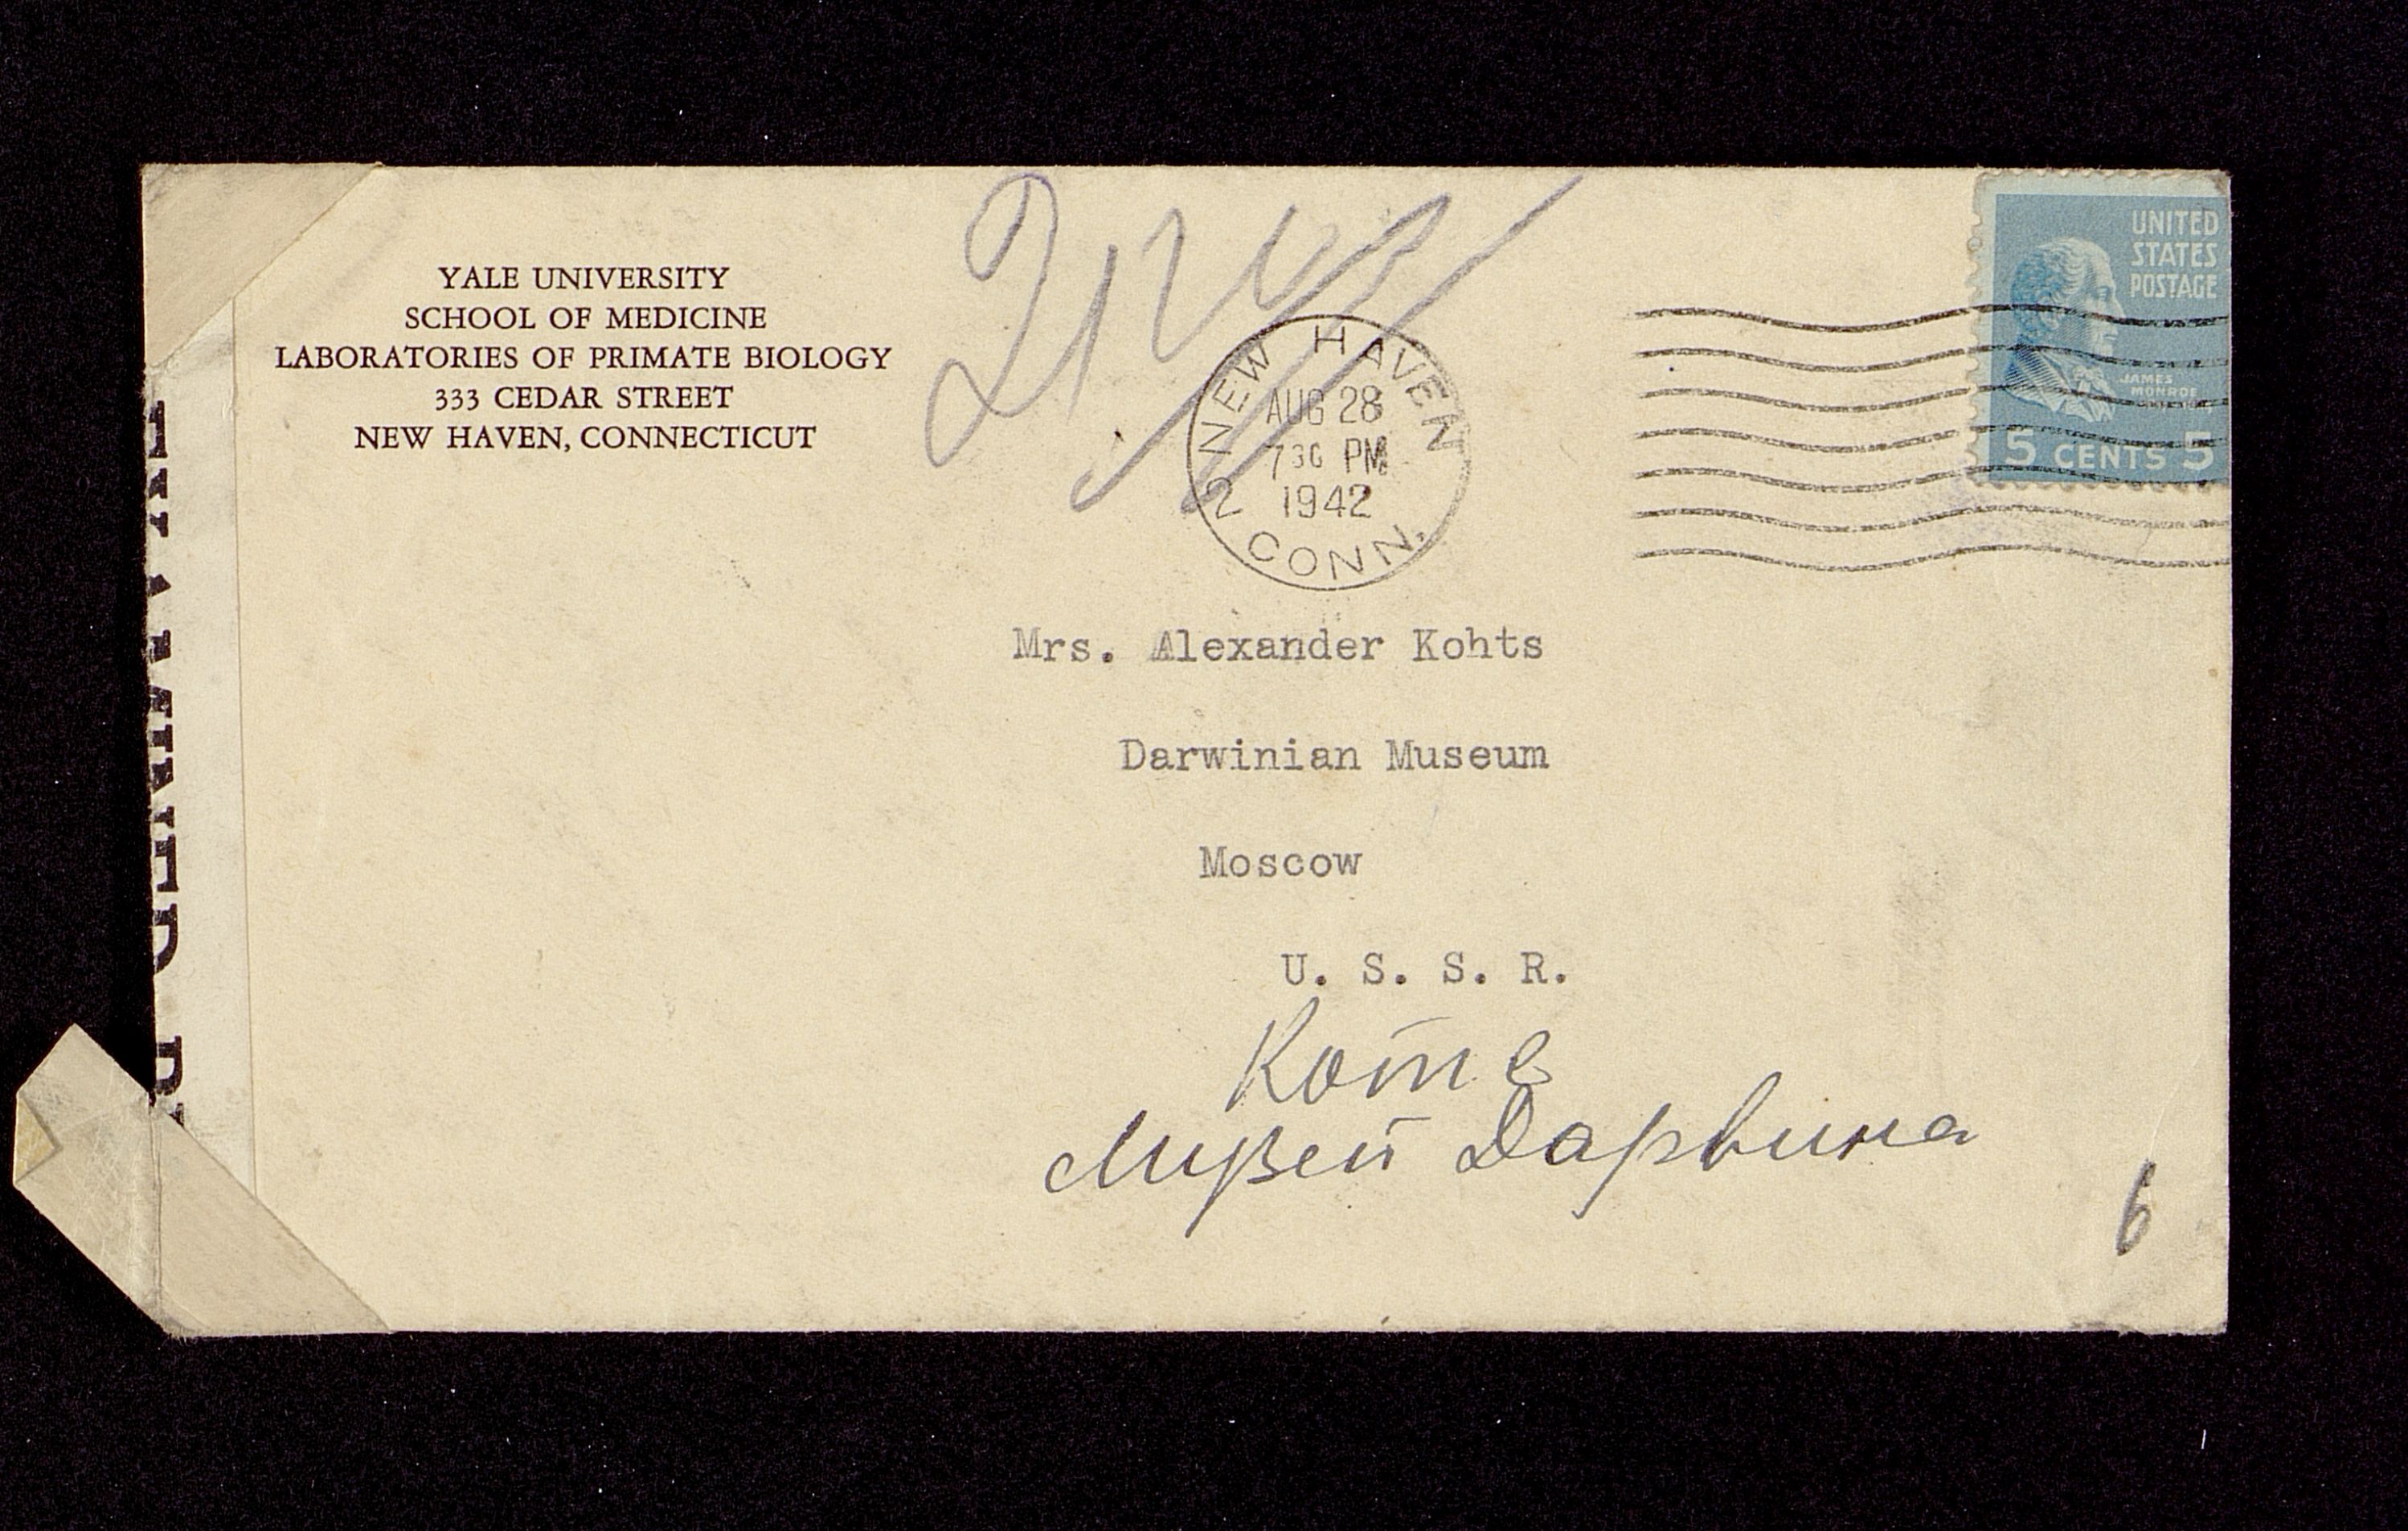 YALE UNIVERSITY
SCHOOL OF MEDICINE
LABORATORIES OF PRIMATE BIOLOGY
333 CEDAR STREET
NEW HAVEN, CONNECTICUT
NEW HAVEN
AUG 28
730 PM
1942
2
CONN.
UNITED
STATES
POSTAGE
JAMES
MONROE
5 CENTS 5
EXAMINED
Mrs. Alexander Kohts
Darwinian Museum
Moscow
U. S. S. R.
Котс
Музей Дарвина
6